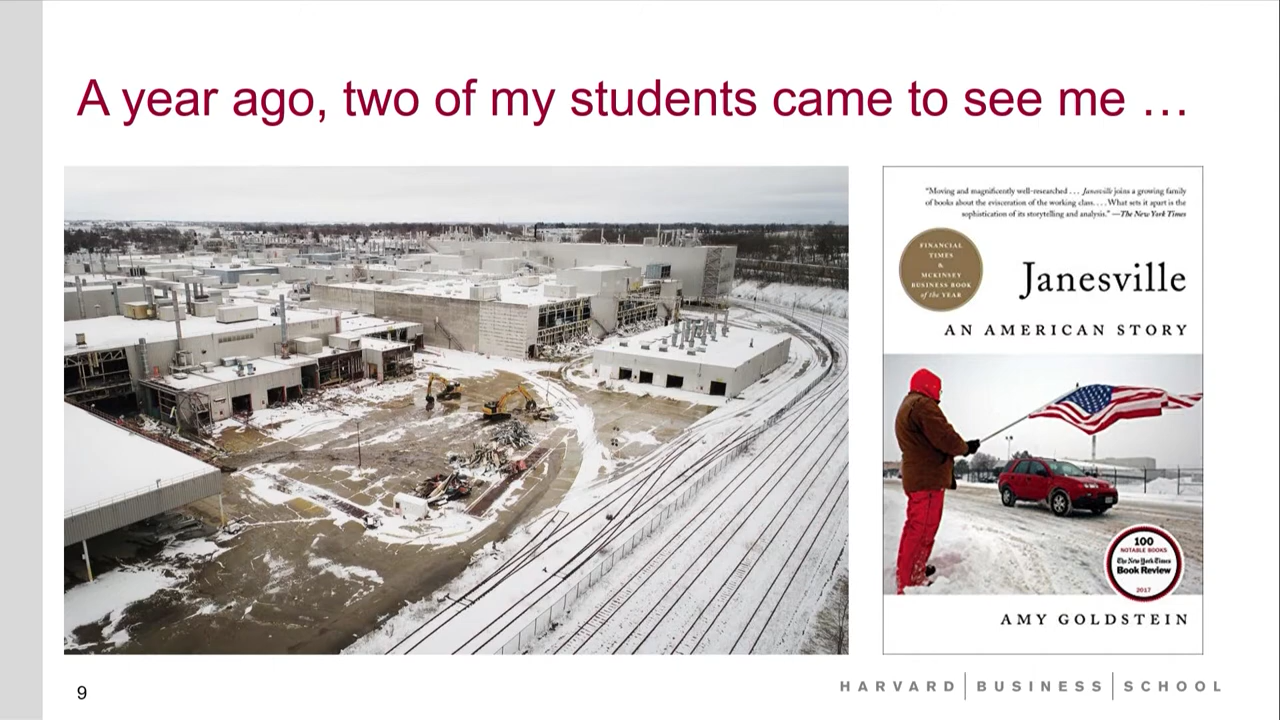 A year ago, two of my students came to see me …
"Moving and magnificently well-researched . . . Janesville joins a growing family
of books about the evisceration of the working class. . . . What sets it apart is the
sophistication of its storytelling and analysis." —The New York Times
FINANCIAL
TIMES
&
MCKINSEY
BUSINESS BOOK
of the YEAR
Janesville
AN AMERICAN STORY
100
NOTABLE BOOKS
The New York Times
Book Review
2017
AMY GOLDSTEIN
9
HARVARD | BUSINESS | SCHOOL